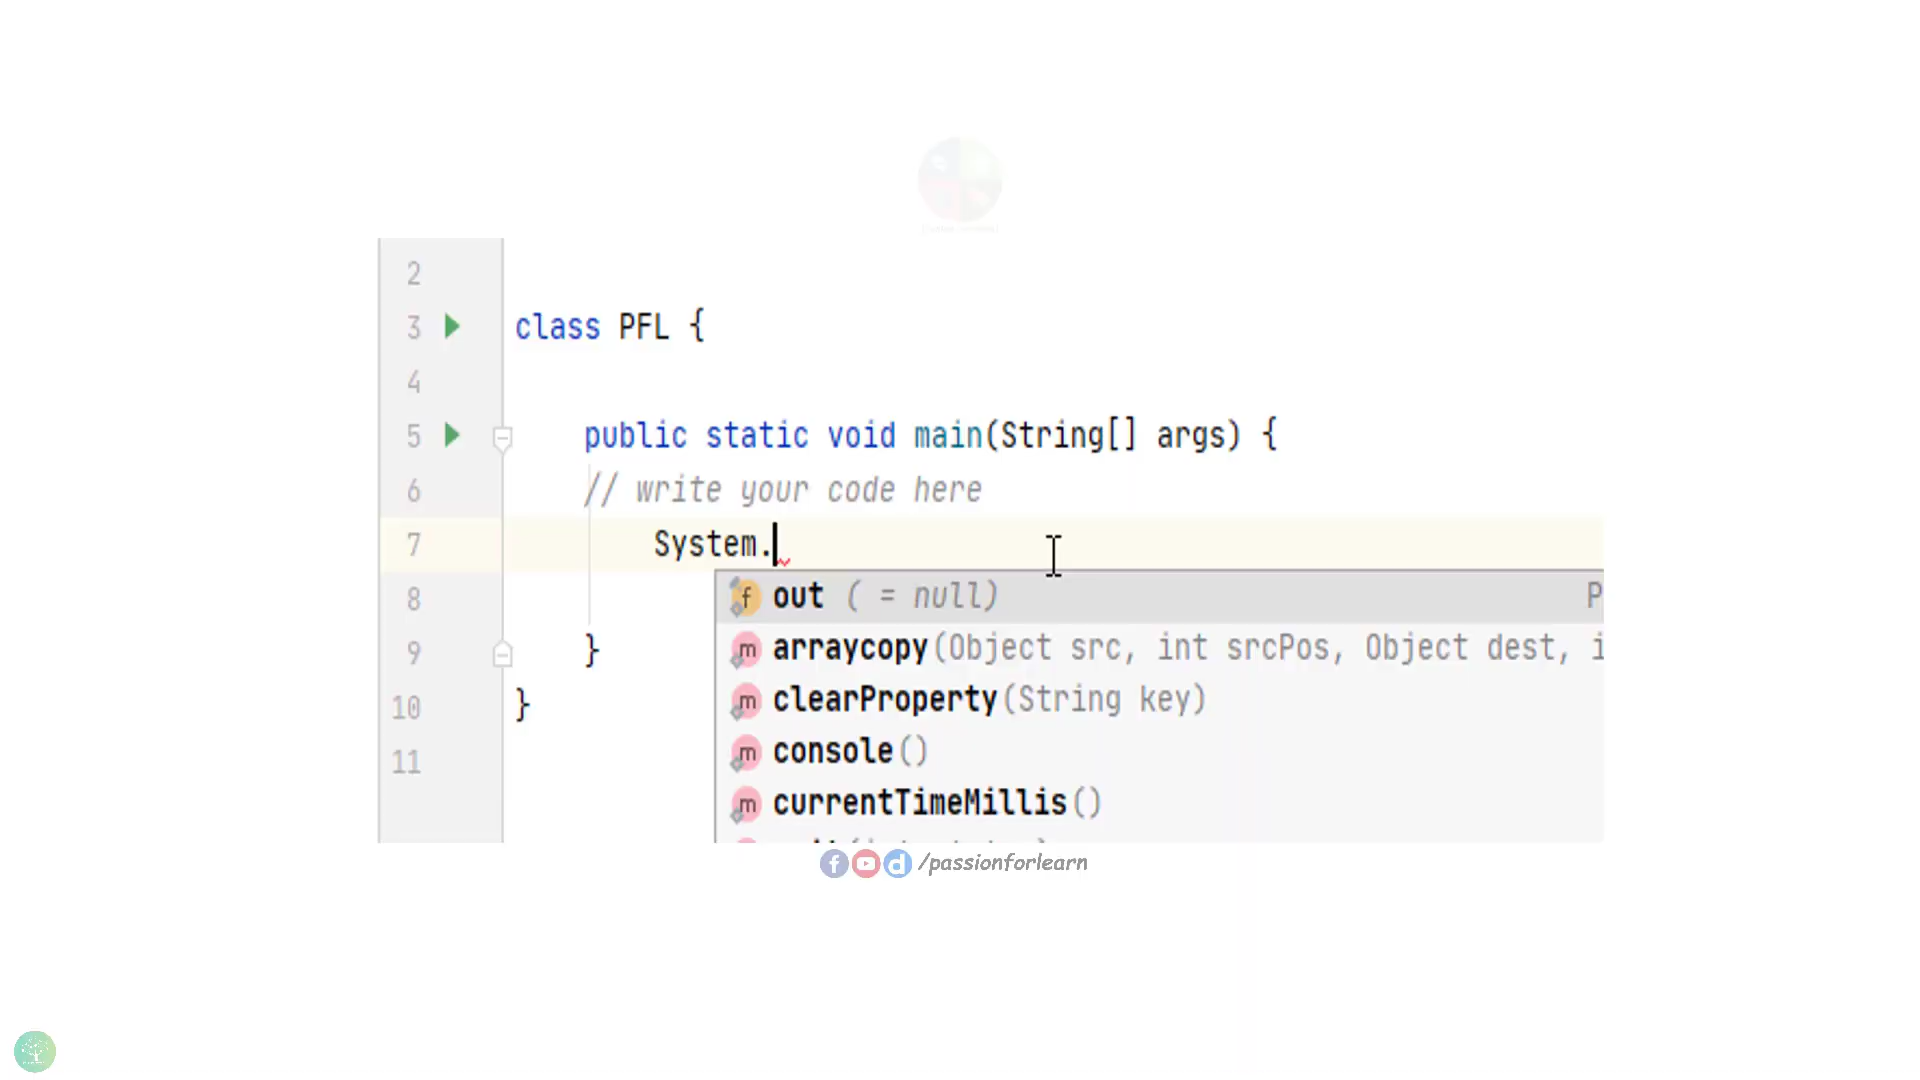 2
3 class PFL {
4
5 public static void main(String[] args) {
6 // write your code here
7 System.
out ( = null) P
8
arraycopy(Object src, int srcPos, Object dest, i
9 }
clearProperty(String key)
10 }
console()
11
currentTimeMillis()
/passionforlearn